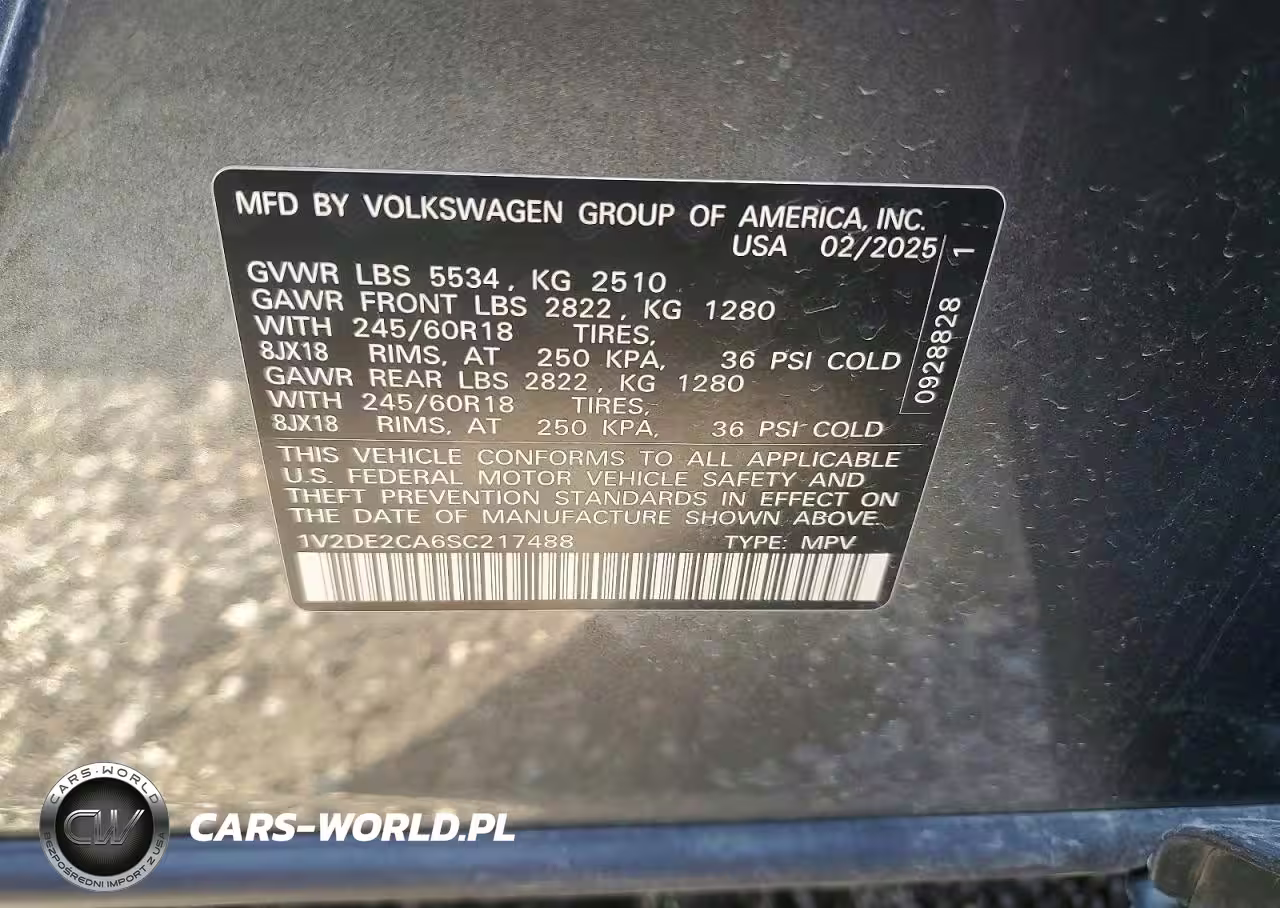 MFD BY VOLKSWAGEN GROUP OF AMERICA, INC.
USA 02/2025
GVWR LBS 5534, KG 2510
GAWR FRONT LBS 2822, KG 1280
WITH 245/60R18 TIRES,
8JX18 RIMS, AT 250 KPA, 36 PSI COLD
GAWR REAR LBS 2822, KG 1280
WITH 245/60R18 TIRES,
8JX18 RIMS, AT 250 KPA, 36 PSI COLD
0928828 1
THIS VEHICLE CONFORMS TO ALL APPLICABLE
U.S. FEDERAL MOTOR VEHICLE SAFETY AND
THEFT PREVENTION STANDARDS IN EFFECT ON
THE DATE OF MANUFACTURE SHOWN ABOVE.
1V2DE2CA6SC217488 TYPE: MPV
CARS-WORLD
CW
BEZPOŚREDNI IMPORT Z USA
CARS-WORLD.PL